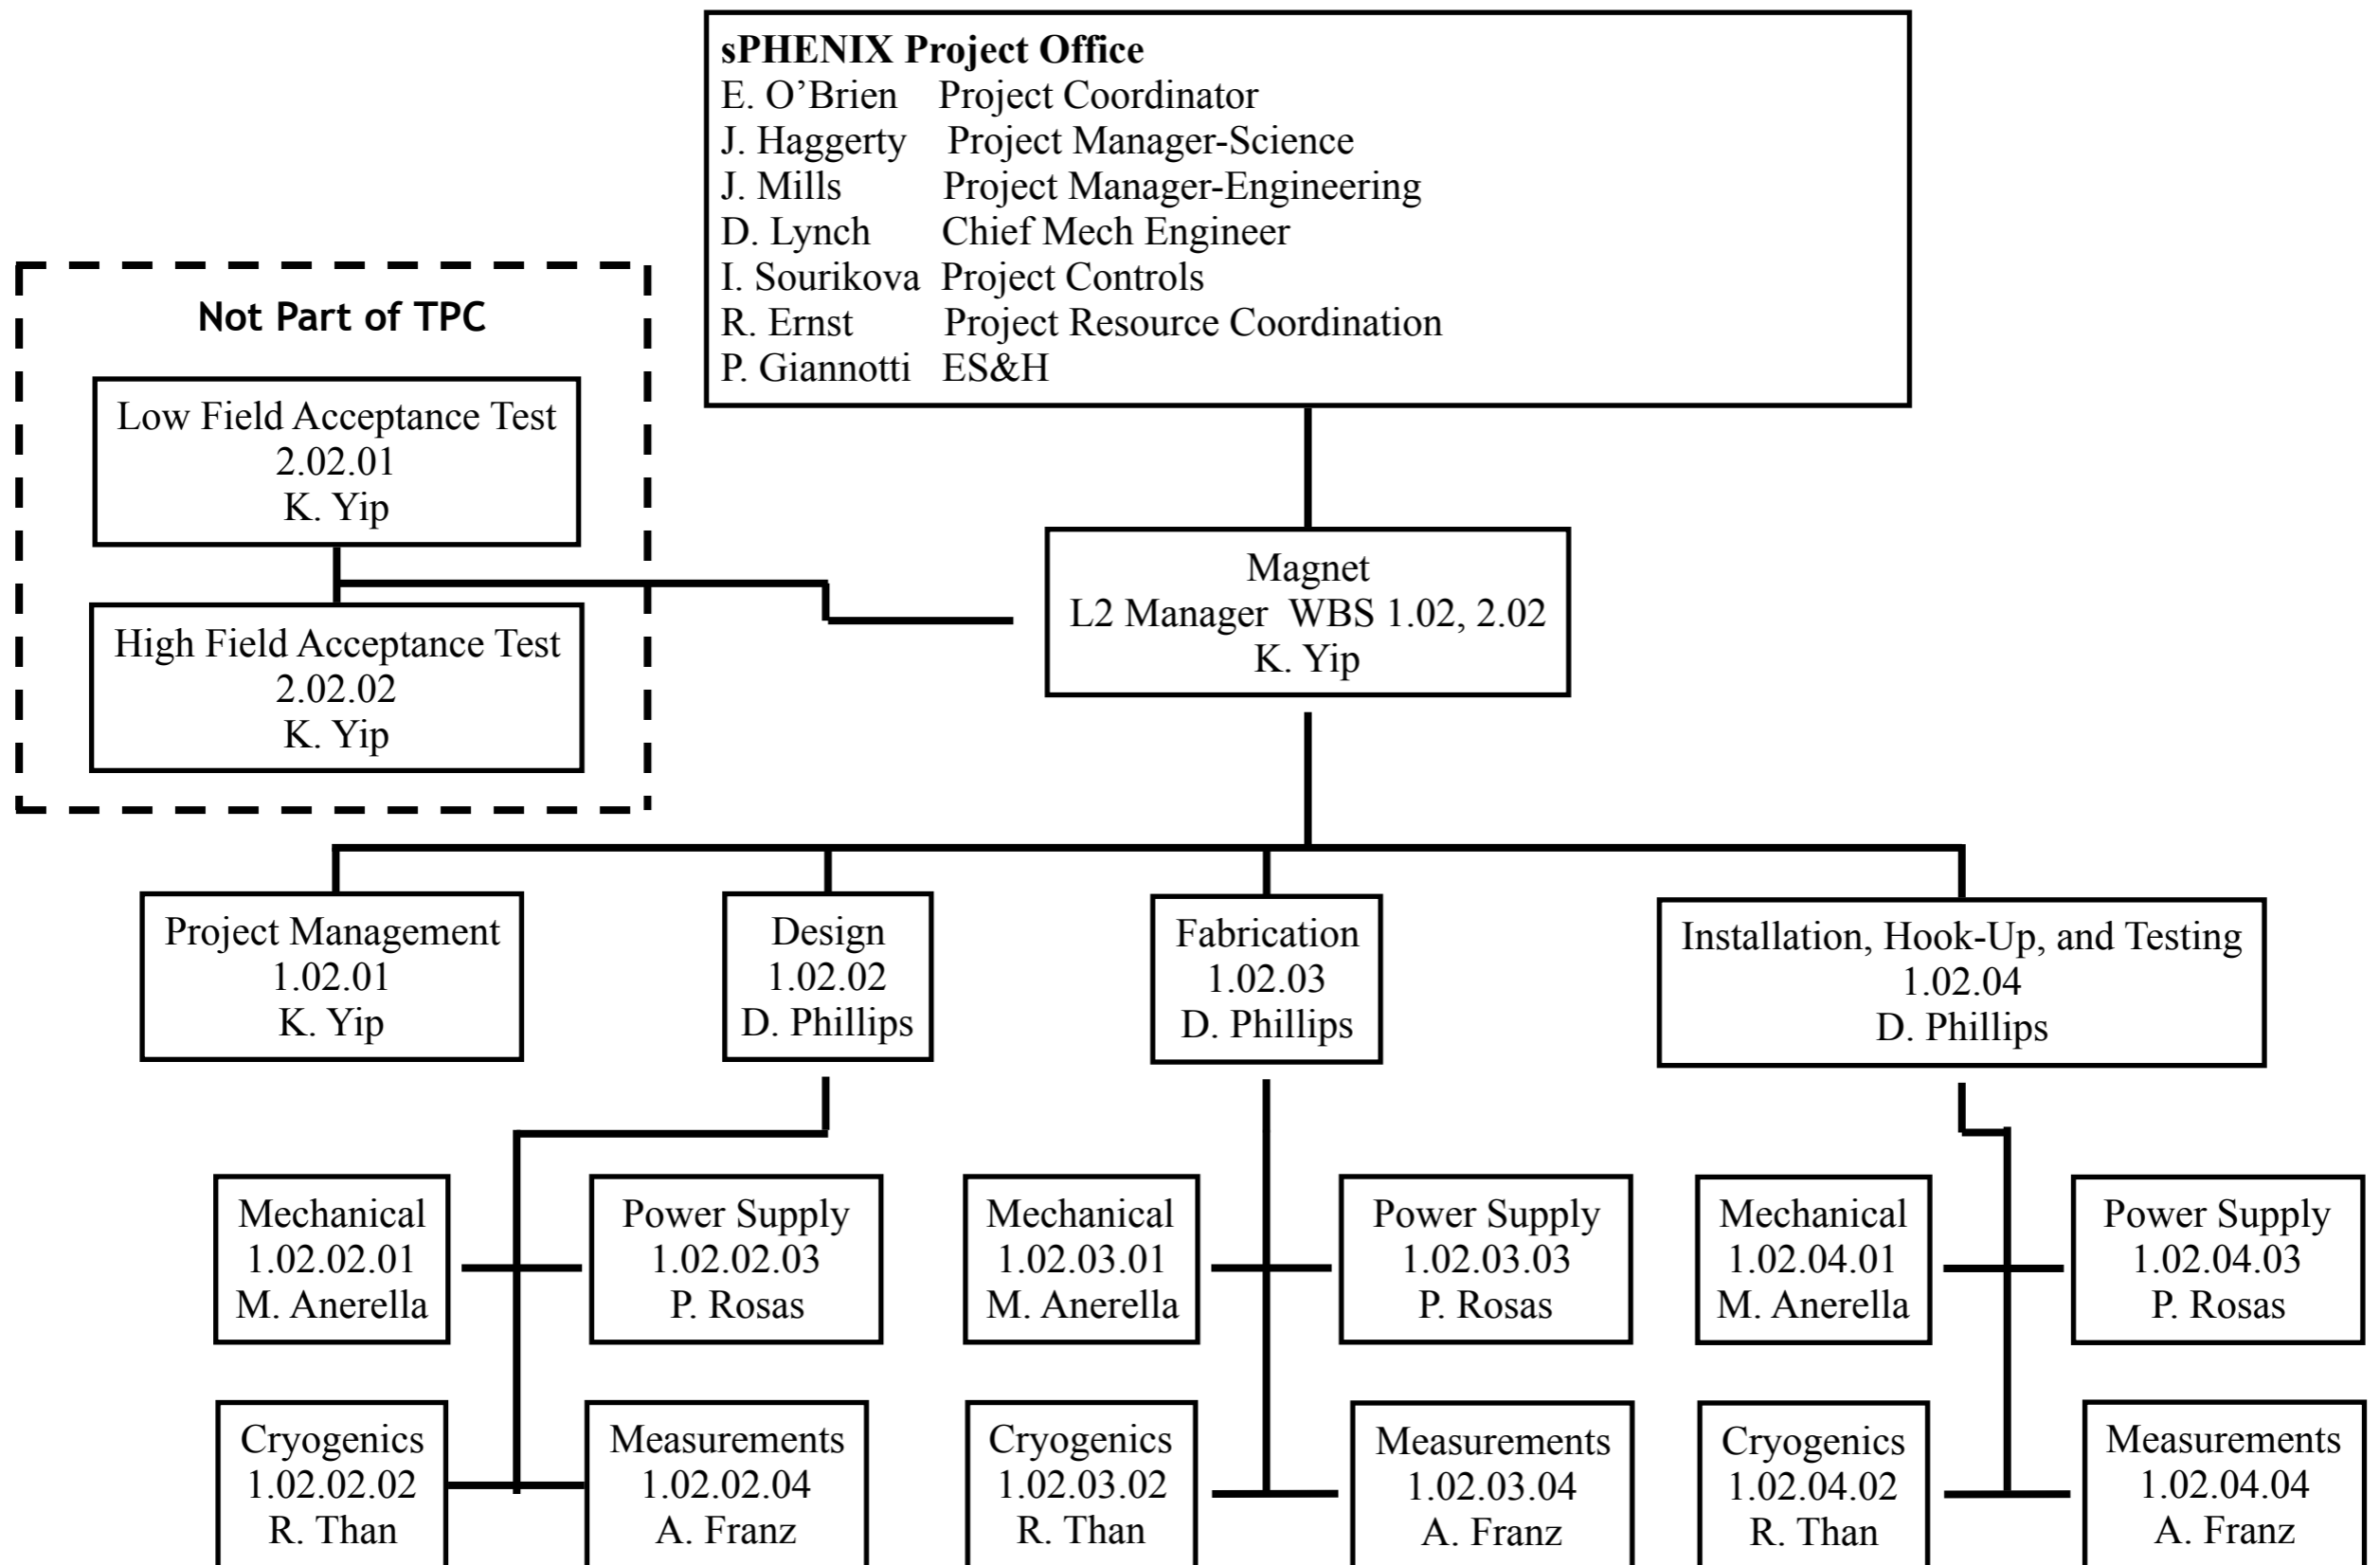 sPHENIX Project Office
E. O’Brien Project Coordinator
J. Haggerty Project Manager-Science
J. Mills Project Manager-Engineering
D. Lynch Chief Mech Engineer
I. Sourikova Project Controls
R. Ernst Project Resource Coordination
P. Giannotti ES&H
Not Part of TPC
Low Field Acceptance Test
2.02.01
K. Yip
High Field Acceptance Test
2.02.02
K. Yip
Magnet
L2 Manager WBS 1.02, 2.02
K. Yip
Project Management
1.02.01
K. Yip
Design
1.02.02
D. Phillips
Fabrication
1.02.03
D. Phillips
Installation, Hook-Up, and Testing
1.02.04
D. Phillips
Mechanical
1.02.02.01
M. Anerella
Power Supply
1.02.02.03
P. Rosas
Mechanical
1.02.03.01
M. Anerella
Power Supply
1.02.03.03
P. Rosas
Mechanical
1.02.04.01
M. Anerella
Power Supply
1.02.04.03
P. Rosas
Cryogenics
1.02.02.02
R. Than
Measurements
1.02.02.04
A. Franz
Cryogenics
1.02.03.02
R. Than
Measurements
1.02.03.04
A. Franz
Cryogenics
1.02.04.02
R. Than
Measurements
1.02.04.04
A. Franz